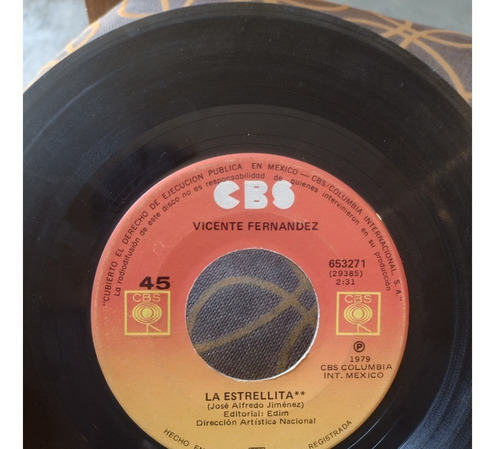 "CUBIERTO EL DERECHO DE EJECUCION PUBLICA EN MEXICO — CBS/COLUMBIA INTERNACIONAL, S. A."
La radiodifusión de este disco no es responsabilidad de quienes intervinieron en su producción.
CBS
VICENTE FERNANDEZ
45
653271
(29385)
2:31
CBS
CBS
P
1979
CBS COLUMBIA
INT. MEXICO
LA ESTRELLITA**
(José Alfredo Jiménez)
Editorial: Edim
Dirección Artística Nacional
HECHO EN
REGISTRADA